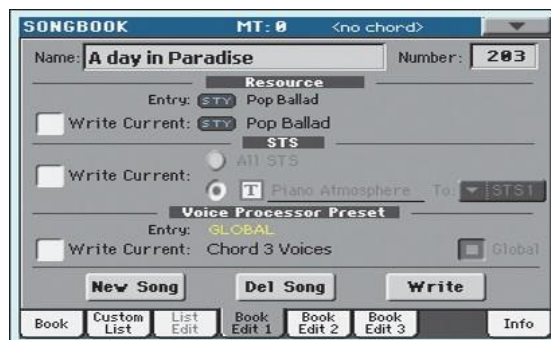 SONGBOOK MT: 0 <no chord>
Name: A day in Paradise Number: 203
Resource
Entry: STY Pop Ballad
Write Current: STY Pop Ballad
STS
All STS
Write Current:
T Piano Atmosphere To: STS1
Voice Processor Preset
Entry: GLOBAL
Write Current: Chord 3 Voices Global
New Song Del Song Write
Book Custom List List Edit Book Edit 1 Book Edit 2 Book Edit 3 Info